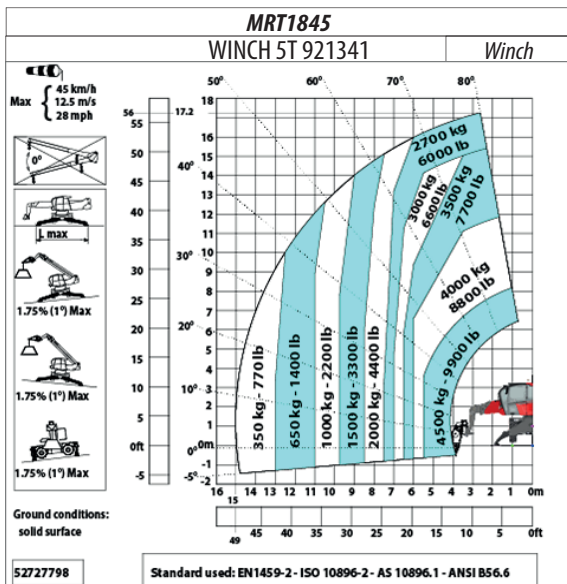 MRT1845
WINCH 5T 921341
Winch
Max
45 km/h
12.5 m/s
28 mph
0°
L max
1.75% (1°) Max
1.75% (1°) Max
1.75% (1°) Max
Ground conditions:
solid surface
52727798
50°
60°
70°
80°
40°
30°
20°
10°
0°
-5°
56
55
50
45
40
35
30
25
20
15
10
5
0ft
-5
18
17.2
16
15
14
13
12
11
10
9
8
7
6
5
4
3
2
1
0m
-1
-2
2700 kg
6000 lb
3000 kg
6600 lb
3500 kg
7700 lb
4000 kg
8800 lb
350 kg - 770 lb
650 kg - 1400 lb
1000 kg - 2200 lb
1500 kg - 3300 lb
2000 kg - 4400 lb
4500 kg - 9900 lb
16 15 14 13 12 11 10 9 8 7 6 5 4 3 2 1 0m
49 45 40 35 30 25 20 15 10 5 0ft
Standard used: EN1459-2 - ISO 10896-2 - AS 10896.1 - ANSI B56.6